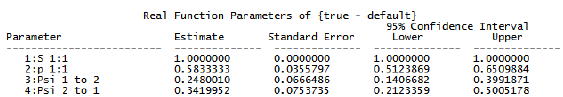 Real Function Parameters of {true - default}
95% Confidence Interval
Parameter Estimate Standard Error Lower Upper
1:S 1:1 1.0000000 0.0000000 1.0000000 1.0000000
2:p 1:1 0.5833333 0.0355797 0.5123869 0.6509884
3:Psi 1 to 2 0.2480010 0.0666486 0.1406682 0.3991871
4:Psi 2 to 1 0.3419952 0.0753735 0.2123359 0.5005178